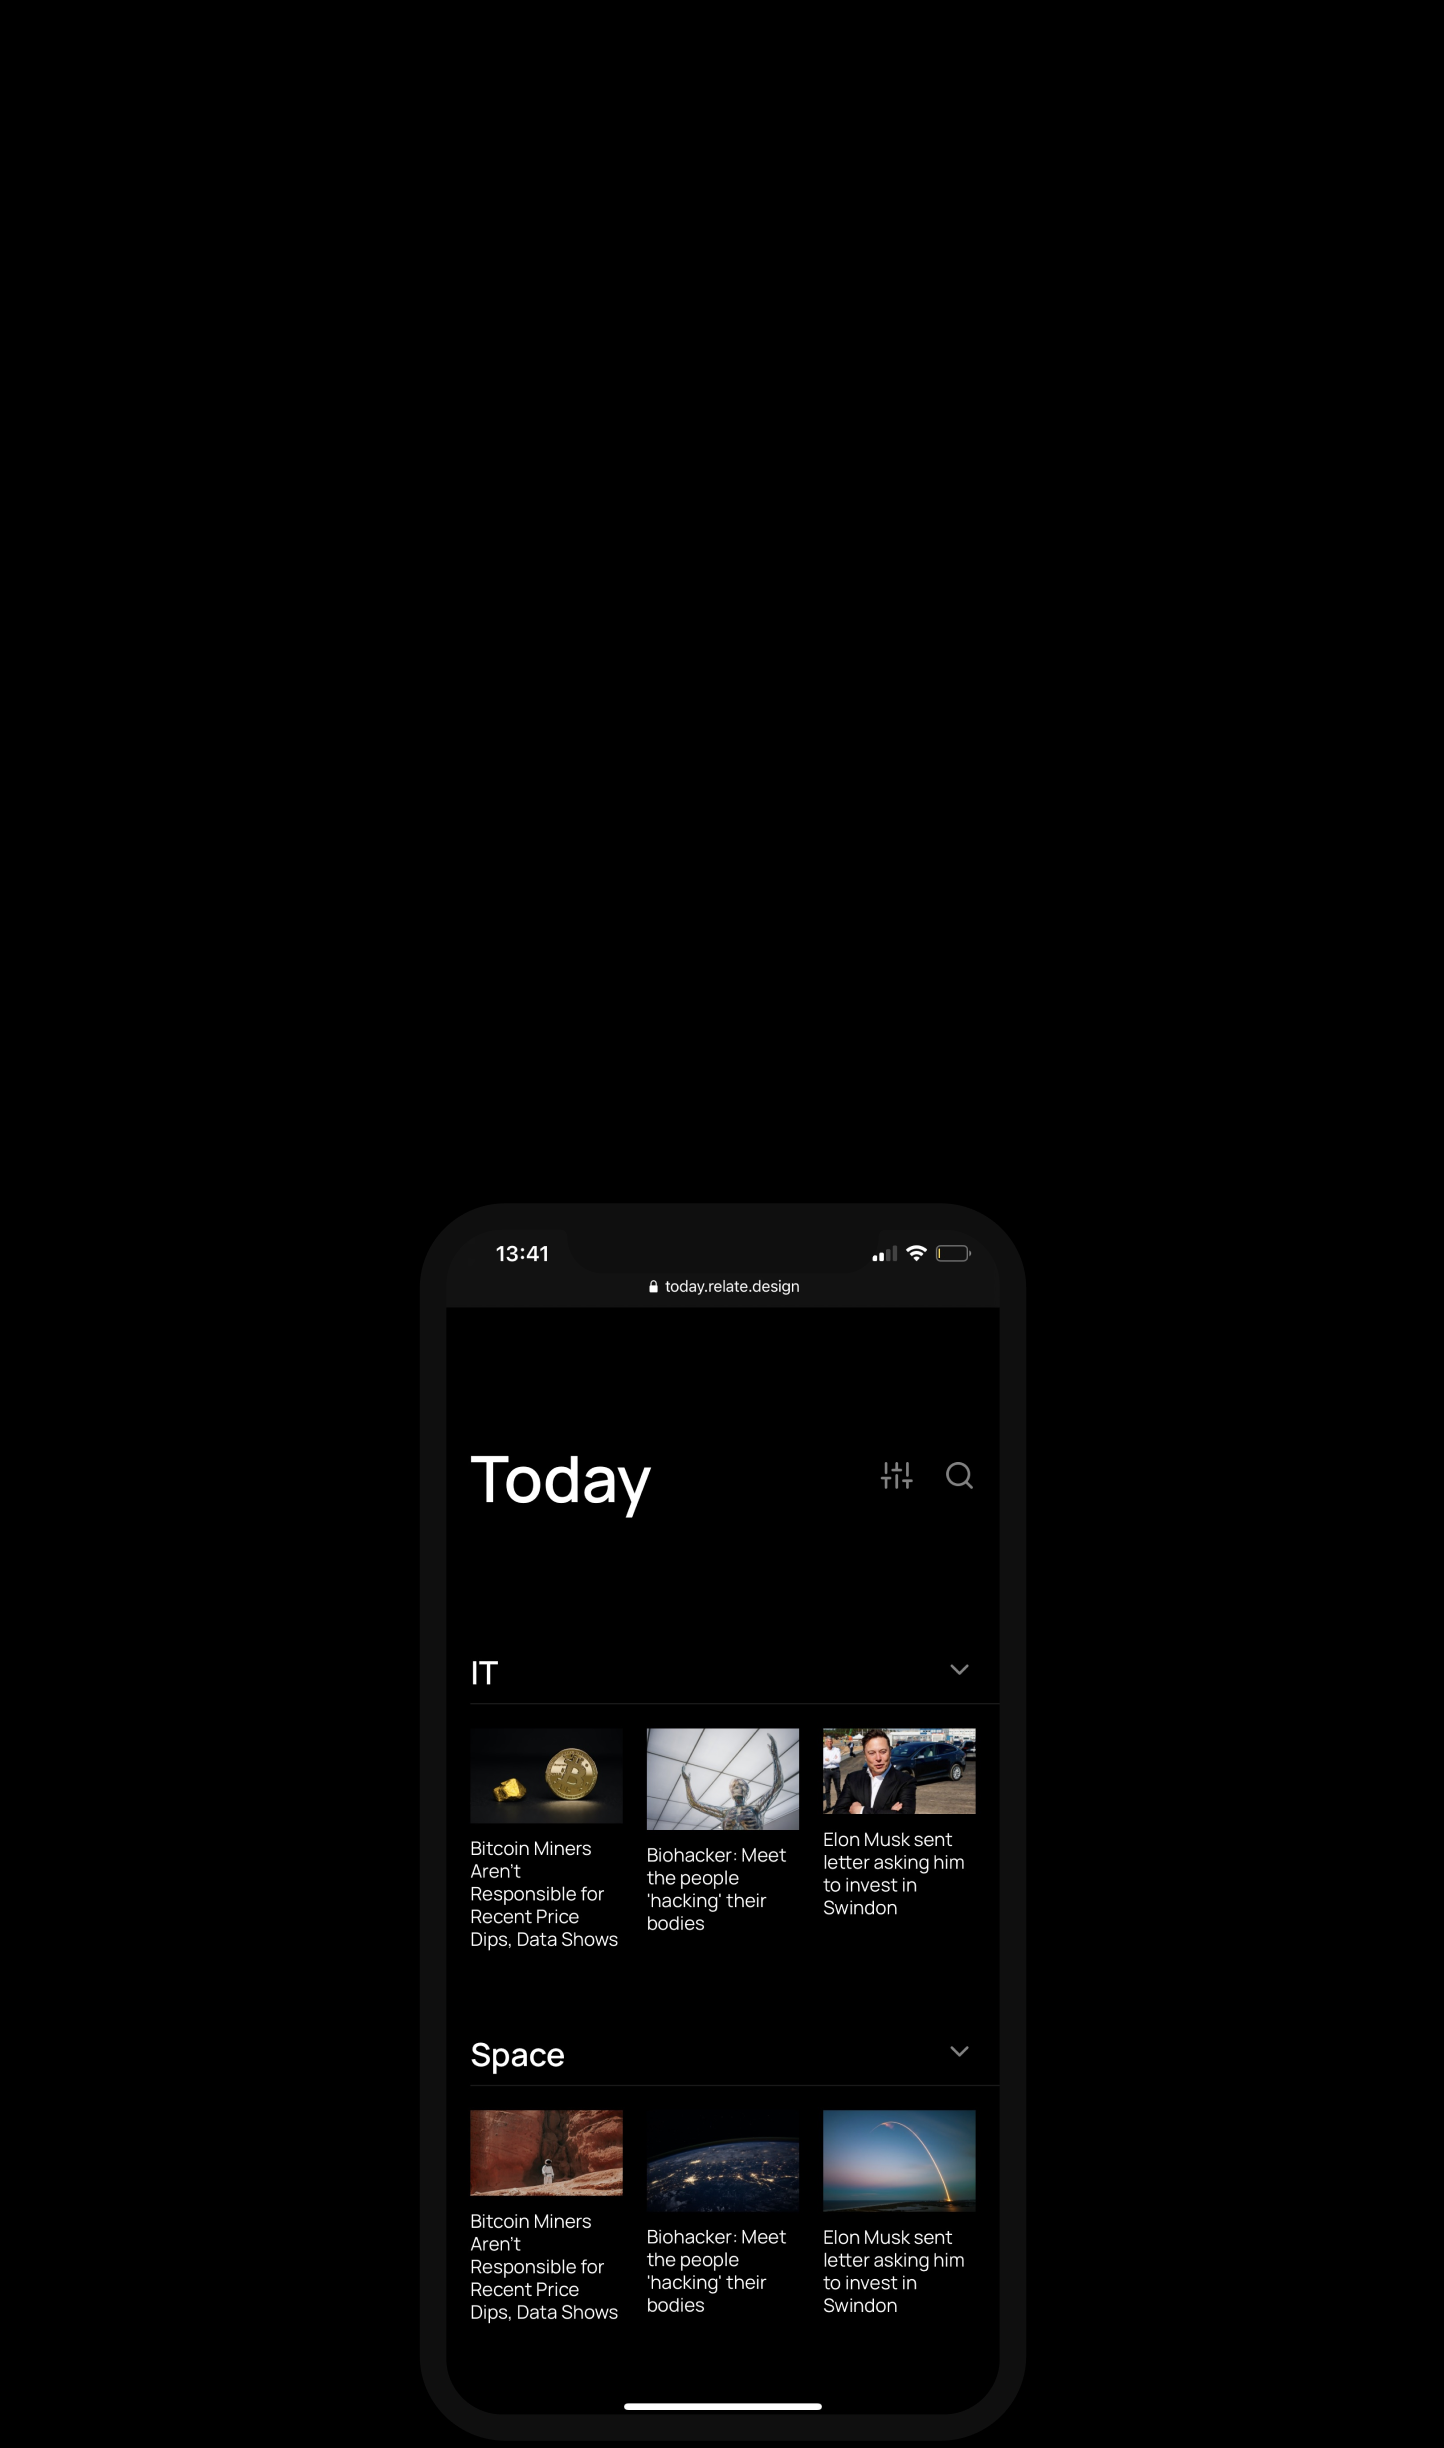 13:41
today.relate.design
Today
IT
Bitcoin Miners
Aren't
Responsible for
Recent Price
Dips, Data Shows
Biohacker: Meet
the people
'hacking' their
bodies
Elon Musk sent
letter asking him
to invest in
Swindon
Space
Bitcoin Miners
Aren't
Responsible for
Recent Price
Dips, Data Shows
Biohacker: Meet
the people
'hacking' their
bodies
Elon Musk sent
letter asking him
to invest in
Swindon